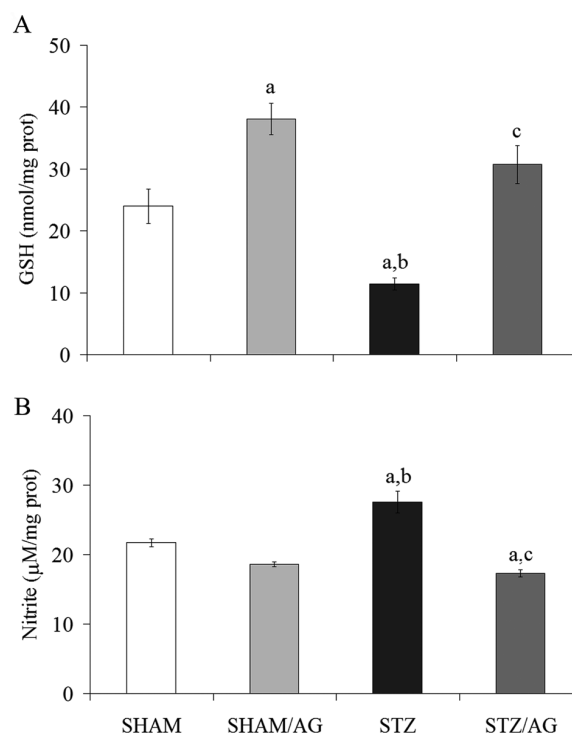 A
50
40
30
20
10
0
GSH (nmol/mg prot)
a
a,b
c
B
40
30
20
10
0
Nitrite (µM/mg prot)
a,b
a,c
SHAM SHAM/AG STZ STZ/AG